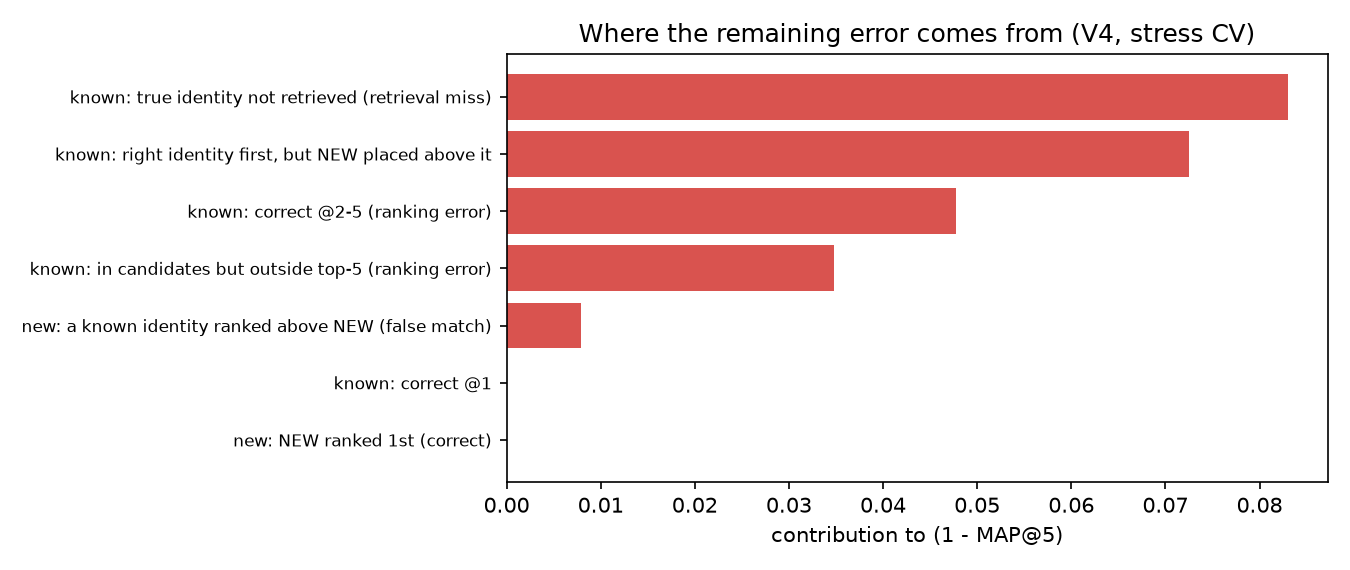 Where the remaining error comes from (V4, stress CV)
known: true identity not retrieved (retrieval miss)
known: right identity first, but NEW placed above it
known: correct @2-5 (ranking error)
known: in candidates but outside top-5 (ranking error)
new: a known identity ranked above NEW (false match)
known: correct @1
new: NEW ranked 1st (correct)
0.00 0.01 0.02 0.03 0.04 0.05 0.06 0.07 0.08
contribution to (1 - MAP@5)